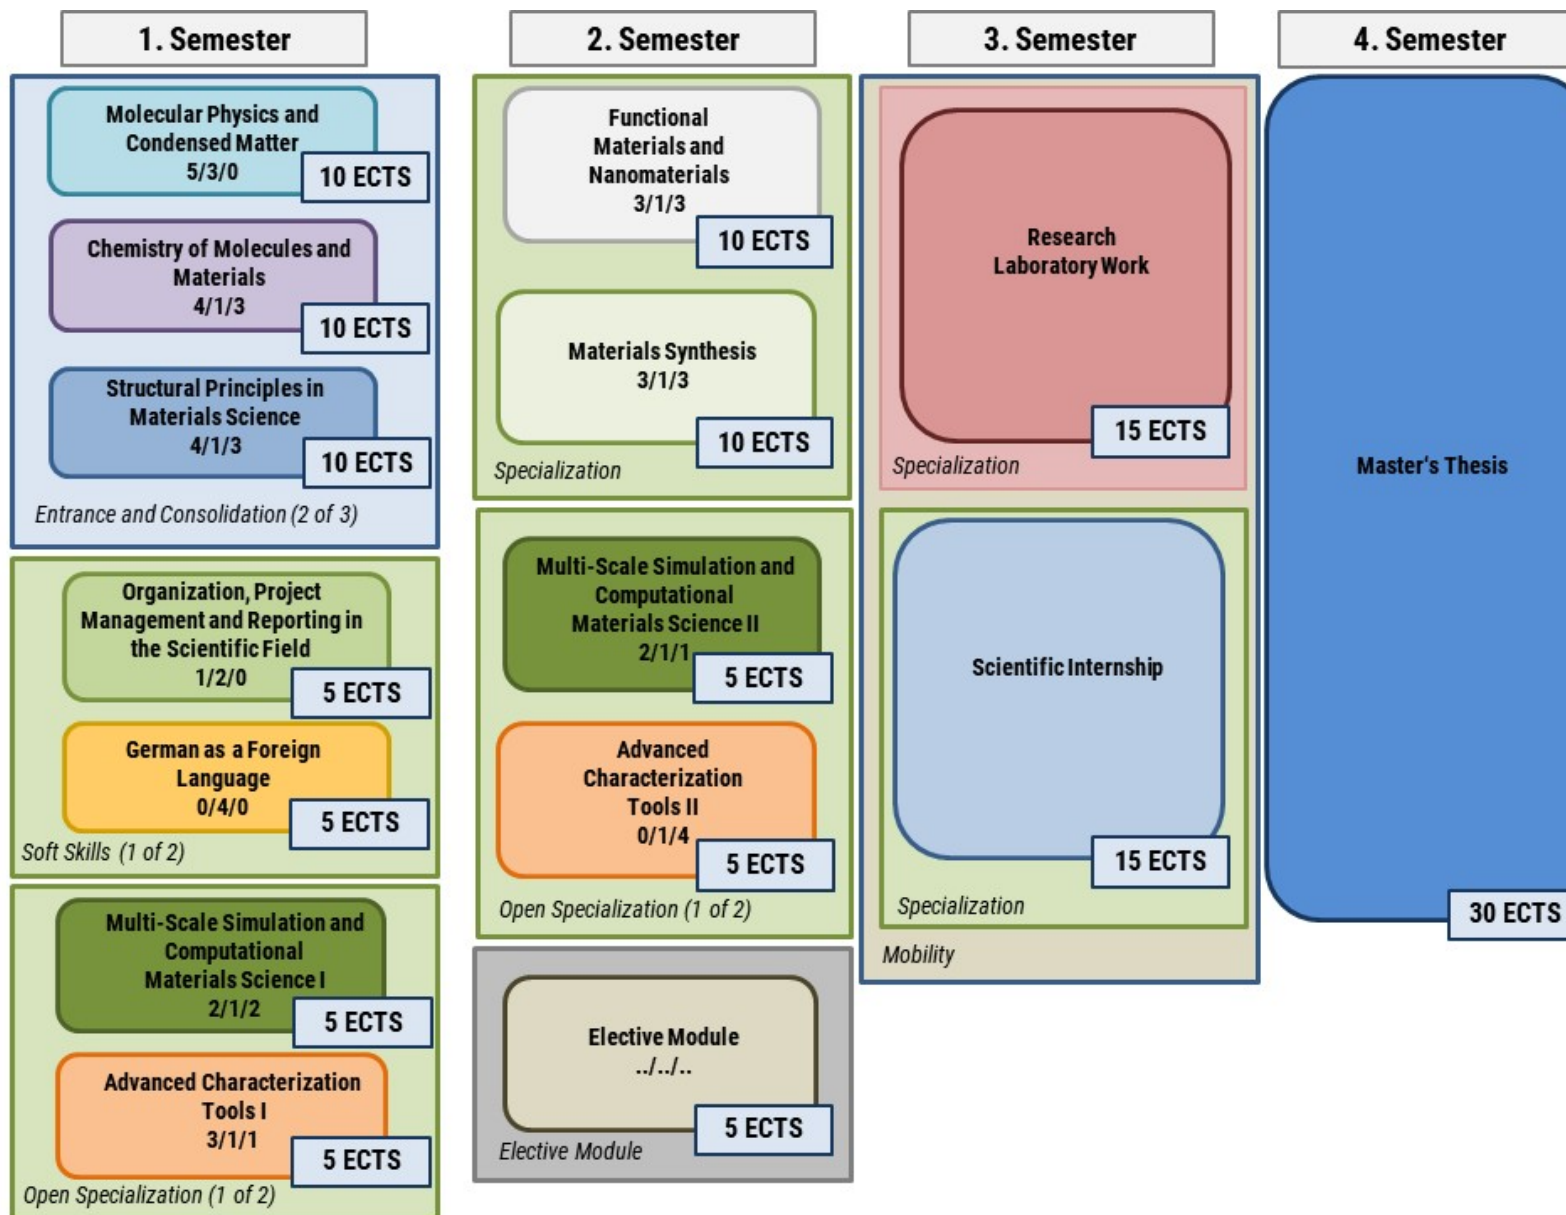 1. Semester
Molecular Physics and
Condensed Matter
5/3/0
10 ECTS
Chemistry of Molecules and
Materials
4/1/3
10 ECTS
Structural Principles in
Materials Science
4/1/3
10 ECTS
Entrance and Consolidation (2 of 3)
Organization, Project
Management and Reporting in
the Scientific Field
1/2/0
5 ECTS
German as a Foreign
Language
0/4/0
5 ECTS
Soft Skills (1 of 2)
Multi-Scale Simulation and
Computational
Materials Science I
2/1/2
5 ECTS
Advanced Characterization
Tools I
3/1/1
5 ECTS
Open Specialization (1 of 2)
2. Semester
Functional
Materials and
Nanomaterials
3/1/3
10 ECTS
Materials Synthesis
3/1/3
10 ECTS
Specialization
Multi-Scale Simulation and
Computational
Materials Science II
2/1/1
5 ECTS
Advanced
Characterization
Tools II
0/1/4
5 ECTS
Open Specialization (1 of 2)
Elective Module
../../..
5 ECTS
Elective Module
3. Semester
Research
Laboratory Work
15 ECTS
Specialization
Scientific Internship
15 ECTS
Specialization
Mobility
4. Semester
Master's Thesis
30 ECTS